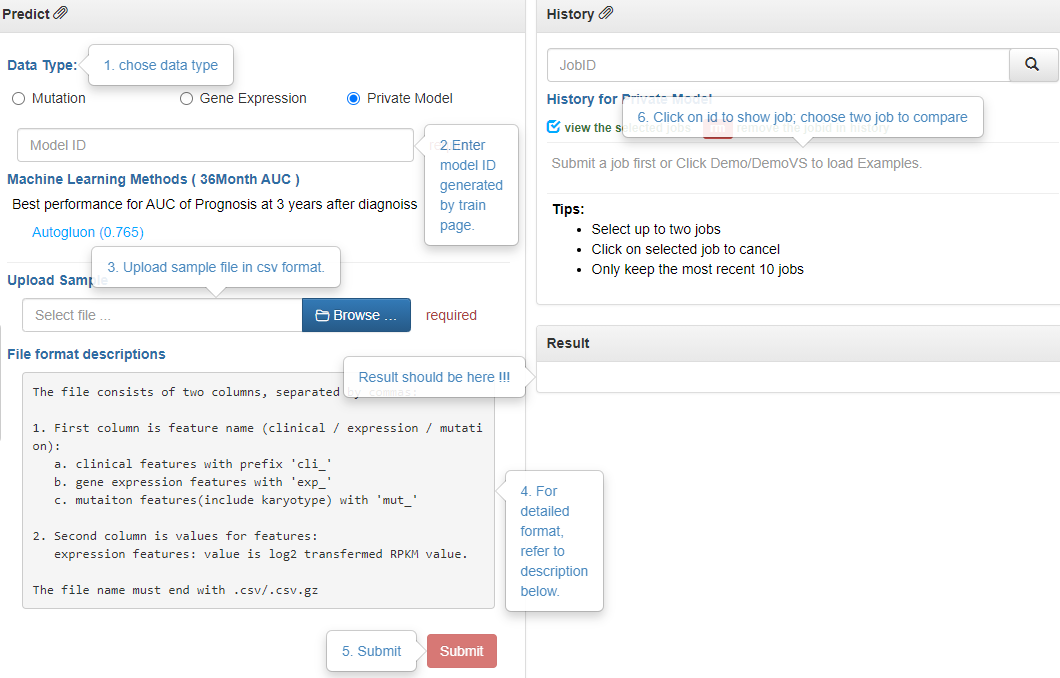 Predict
Data Type:
1. chose data type
Mutation
Gene Expression
Private Model
Model ID
2.Enter
model ID
generated
by train
page.
Machine Learning Methods ( 36Month AUC )
Best performance for AUC of Prognosis at 3 years after diagnoiss
Autogluon (0.765)
3. Upload sample file in csv format.
Upload Sample
Select file ...
Browse ...
required
File format descriptions
Result should be here !!!
The file consists of two columns, separated by commas:
1. First column is feature name (clinical / expression / mutati
on):
a. clinical features with prefix 'cli_'
b. gene expression features with 'exp_'
c. mutaiton features(include karyotype) with 'mut_'
2. Second column is values for features:
expression features: value is log2 transfermed RPKM value.
The file name must end with .csv/.csv.gz
4. For
detailed
format,
refer to
description
below.
5. Submit
Submit
History
JobID
History for Private Model
6. Click on id to show job; choose two job to compare
view the selected jobs remove the jobid in history
Submit a job first or Click Demo/DemoVS to load Examples.
Tips:
• Select up to two jobs
• Click on selected job to cancel
• Only keep the most recent 10 jobs
Result